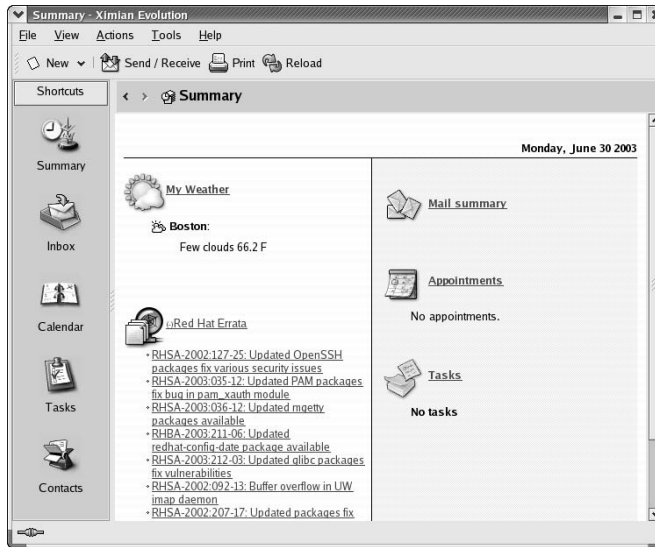 Summary - Ximian Evolution
File View Actions Tools Help
New Send / Receive Print Reload
Shortcuts
Summary
Inbox
Calendar
Tasks
Contacts
Summary
Monday, June 30 2003
My Weather
Boston:
Few clouds 66.2 F
(-)Red Hat Errata
• RHSA-2002:127-25: Updated OpenSSH
packages fix various security issues
• RHSA-2003:035-12: Updated PAM packages
fix bug in pam_xauth module
• RHSA-2003:036-12: Updated mgetty
packages available
• RHBA-2003:211-06: Updated
redhat-config-date package available
• RHSA-2003:212-03: Updated glibc packages
fix vulnerabilities
• RHSA-2002:092-13: Buffer overflow in UW
imap daemon
• RHSA-2002:207-17: Updated packages fix
Mail summary
Appointments
No appointments.
Tasks
No tasks